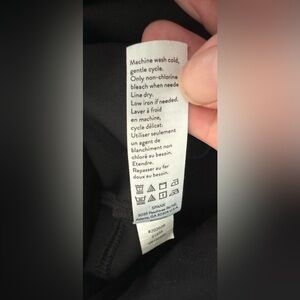 Machine wash cold,
gentle cycle.
Only non-chlorine
bleach when neede
Line dry.
Low iron if needed.
Laver à froid
en machine,
cycle délicat.
Utiliser seulement
un agent de
blanchiment non
chloré au besoin.
Étendre.
Repasser au fer
doux au besoin.
SPANX